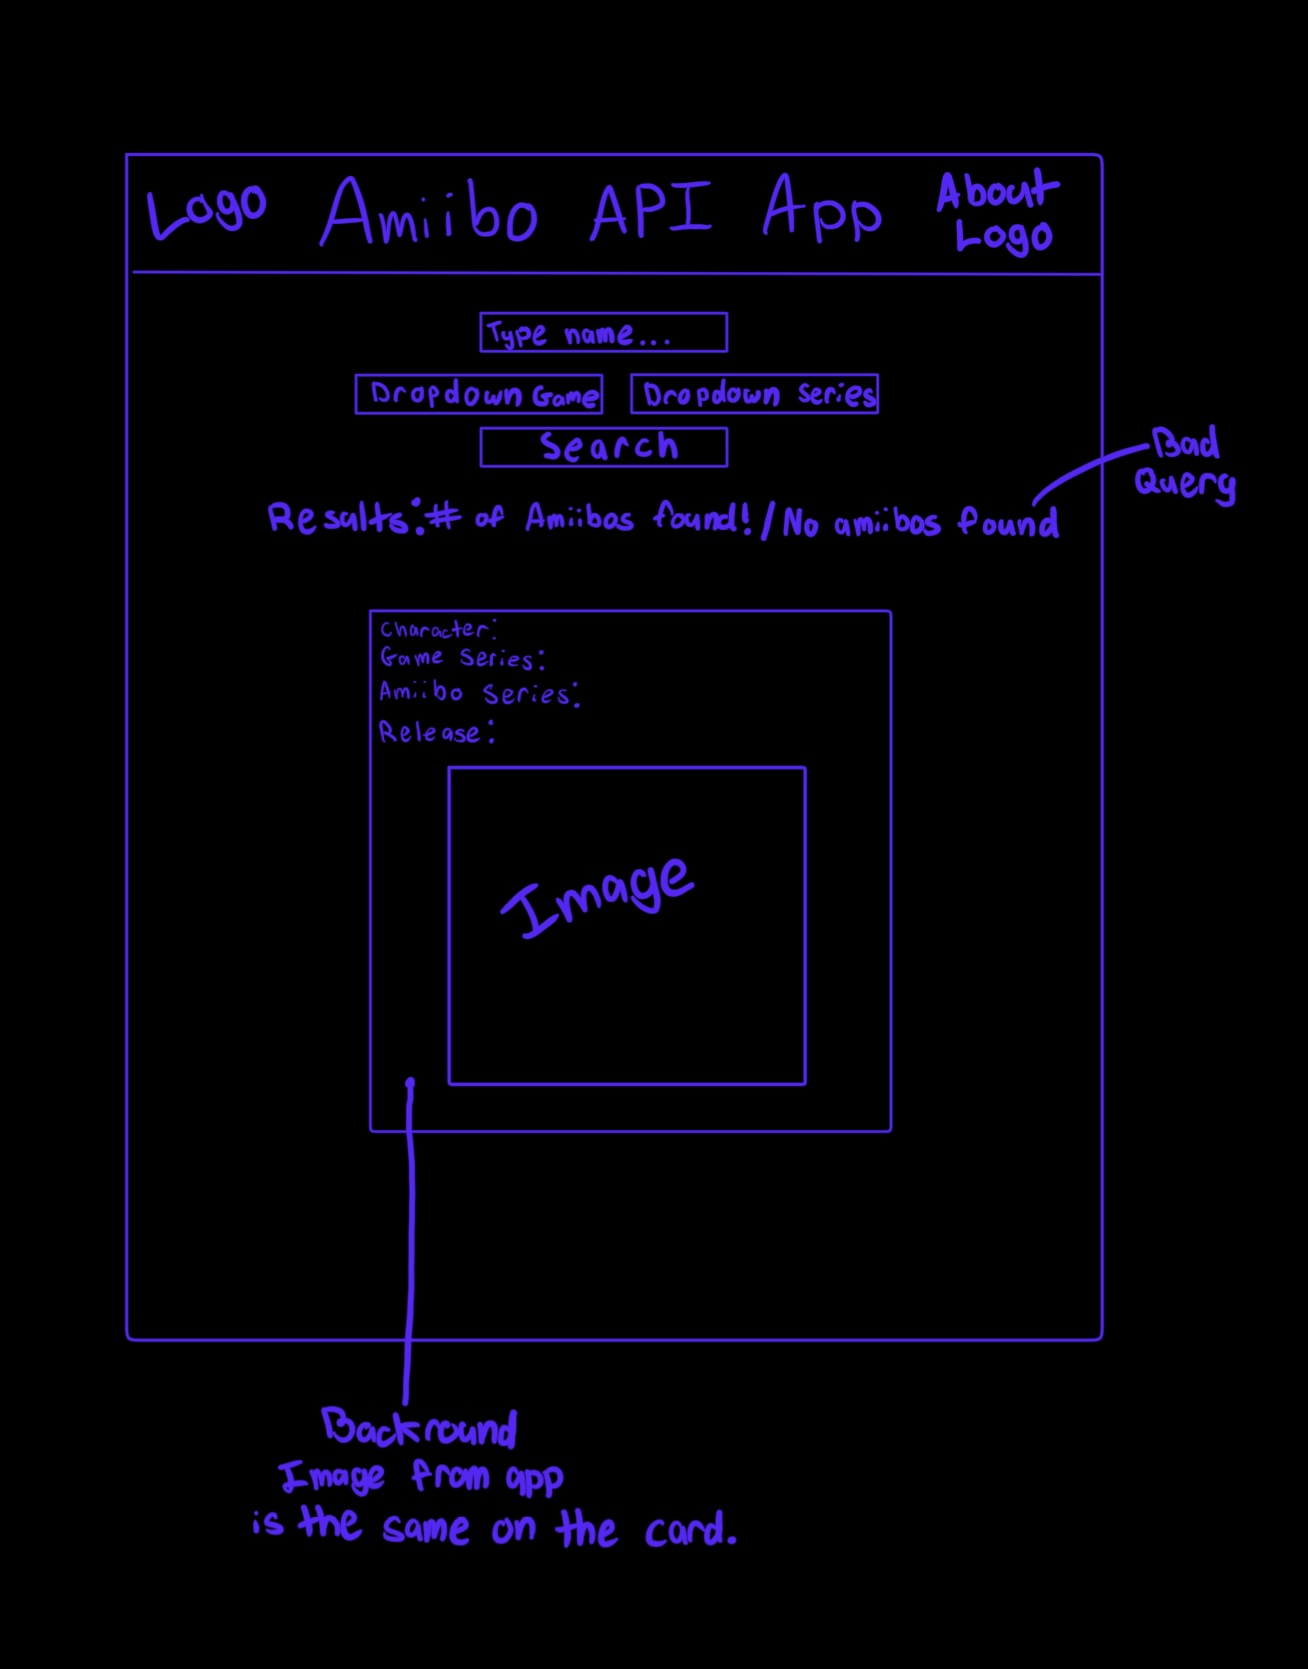 Logo Amiibo API App About Logo
Type name...
Dropdown Game Dropdown Series
Search
Results: # of Amiibos found! / No amiibos found
Bad
Query
Character:
Game Series:
Amiibo Series:
Release:
Image
Backround
Image from app
is the same on the card.